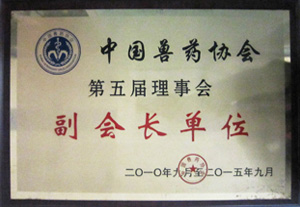 中国兽药协会
第五届理事会
副会长单位
二〇一〇年九月至二〇一五年九月